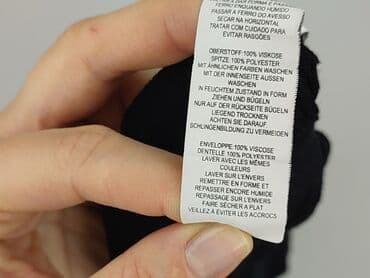 FERRO ENQUANTO HÚMIDO
PASSAR A FERRO DO AVESSO
SECAR NA HORIZONTAL
TRATAR COM CUIDADO PARA
EVITAR RASGÕES
OBERSTOFF:100% VISKOSE
SPITZE 100% POLYESTER
MIT ÄHNLICHEN FARBEN WASCHEN
MIT DER INNENSEITE AUSSEN
WASCHEN
IN FEUCHTEM ZUSTAND IN FORM
ZIEHEN UND BÜGELN
NUR AUF DER RÜCKSEITE BÜGELN
LIEGEND TROCKNEN
ACHTEN SIE DARAUF
SCHLINGENBILDUNG ZU VERMEIDEN
ENVELOPPE:100% VISCOSE
DENTELLE 100% POLYESTER
LAVER AVEC LES MÊMES
COULEURS
LAVER SUR L'ENVERS
REMETTRE EN FORME ET
REPASSER ENCORE HUMIDE
REPASSAGE SUR L'ENVERS
FAIRE SÉCHER A PLAT
VEILLEZ À ÉVITER LES ACCROCS